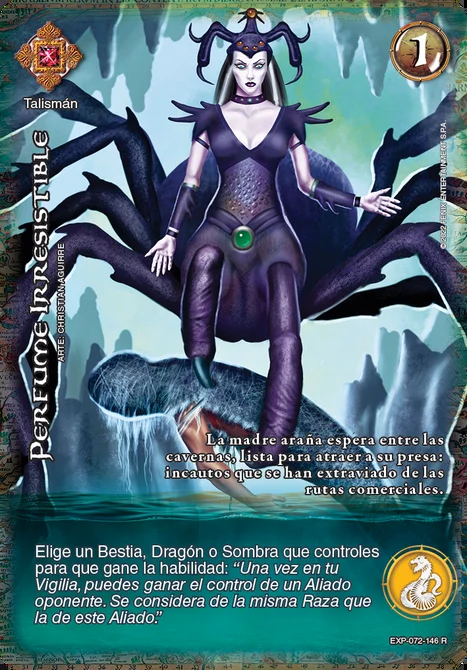 1
Talismán
Perfume Irresistible
ARTE: CHRISTIAN AGUIRRE
La madre araña espera entre las
cavernas, lista para atraer a su presa:
incautos que se han extraviado de las
rutas comerciales.
Elige un Bestia, Dragón o Sombra que controles
para que gane la habilidad: “Una vez en tu
Vigilia, puedes ganar el control de un Aliado
oponente. Se considera de la misma Raza que
la de este Aliado.”
EXP-072-146 R